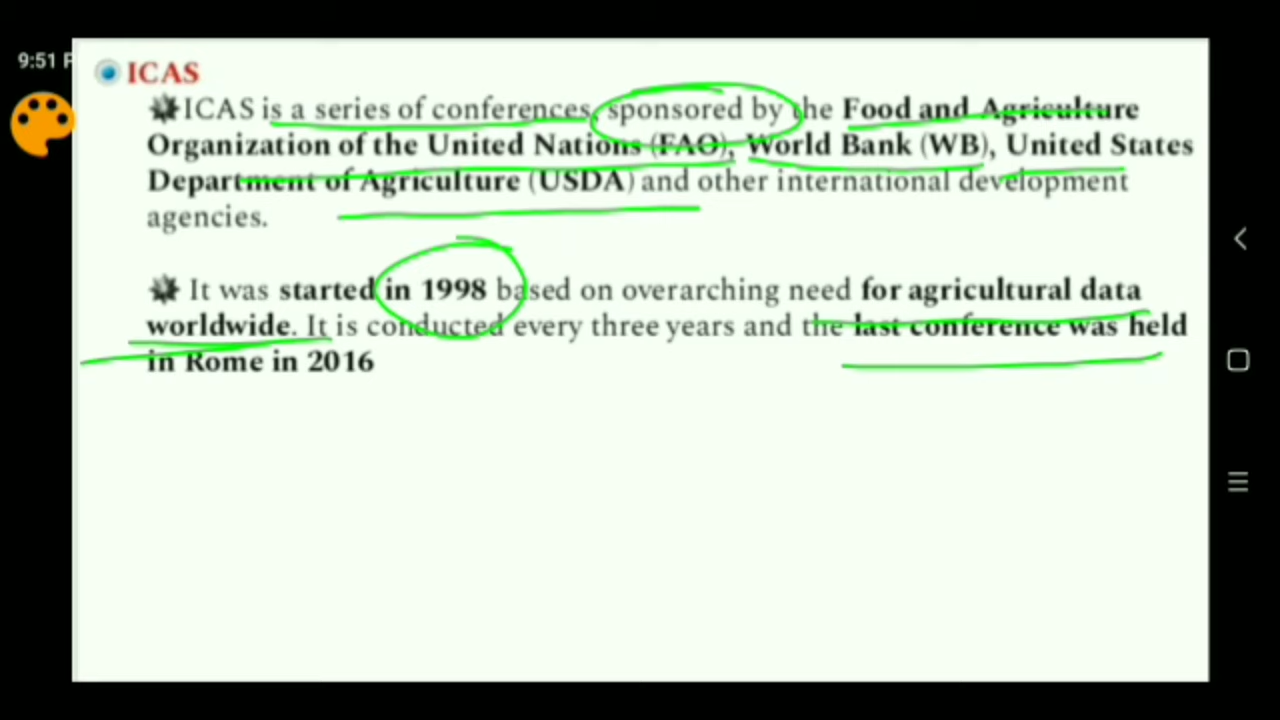 9:51 P
ICAS
ICAS is a series of conferences, sponsored by the Food and Agriculture
Organization of the United Nations (FAO), World Bank (WB), United States
Department of Agriculture (USDA) and other international development
agencies.
It was started in 1998 based on overarching need for agricultural data
worldwide. It is conducted every three years and the last conference was held
in Rome in 2016